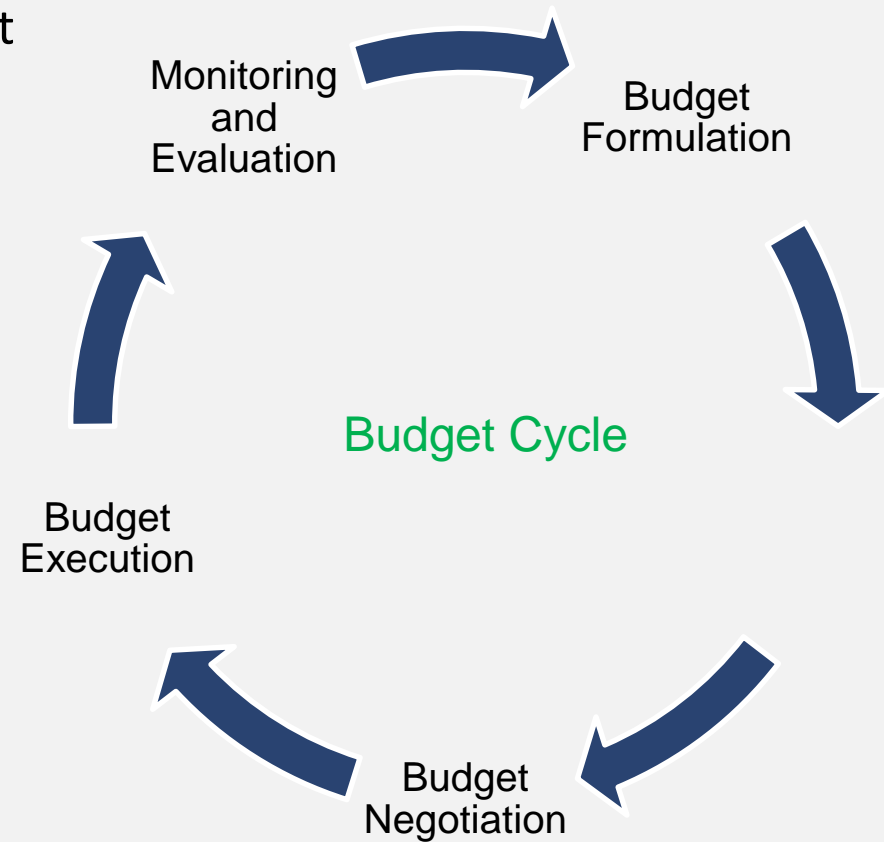 t
Monitoring
and
Evaluation
Budget
Formulation
Budget Cycle
Budget
Execution
Budget
Negotiation